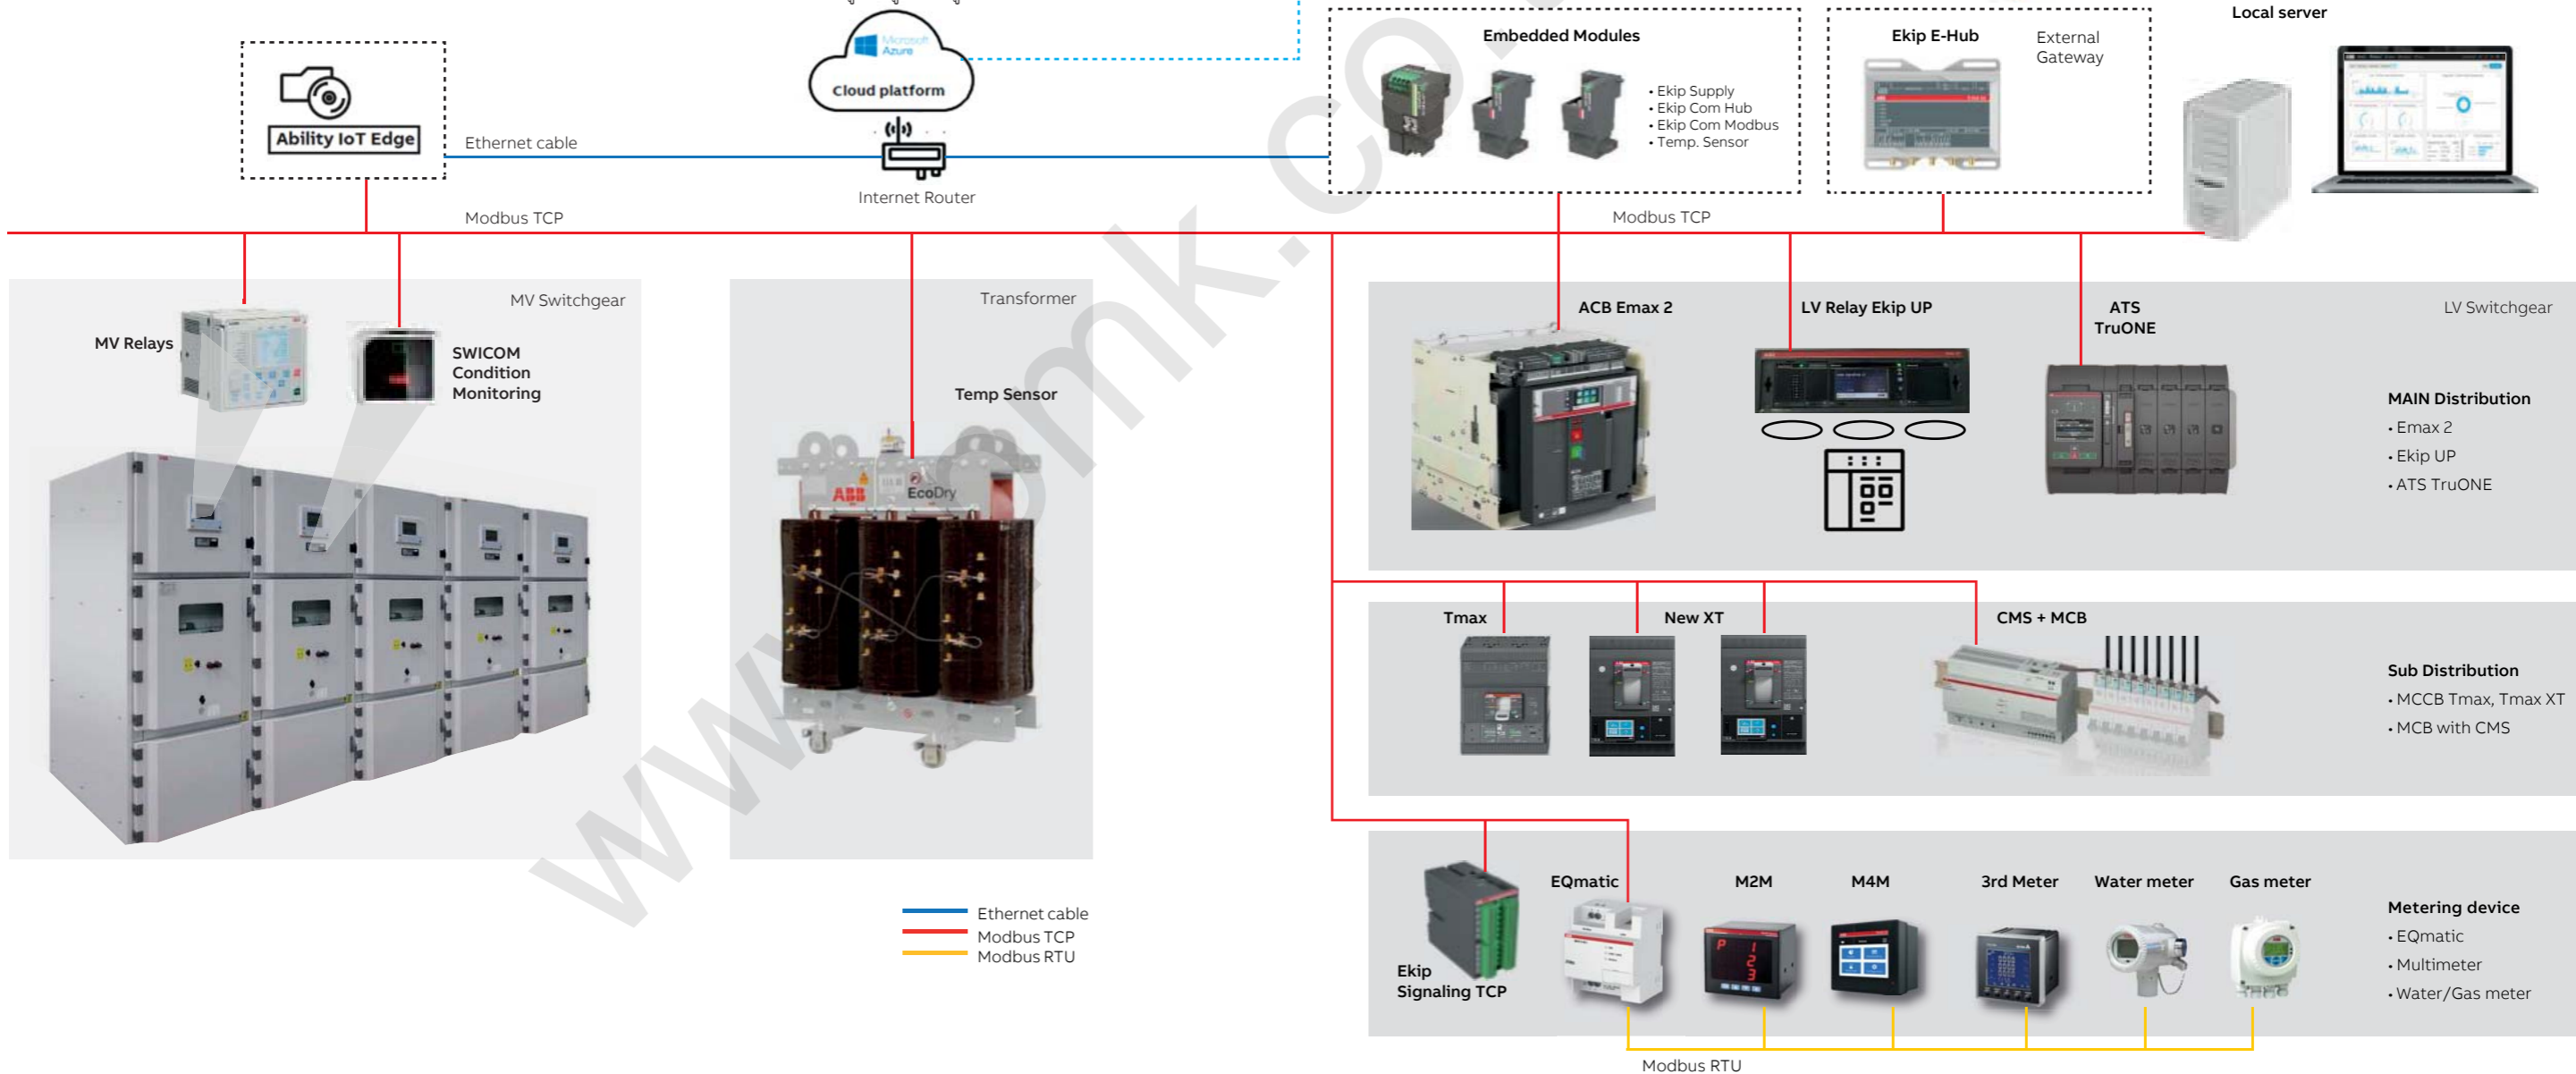 Local server
Microsoft
Azure
Cloud platform
Embedded Modules
• Ekip Supply
• Ekip Com Hub
• Ekip Com Modbus
• Temp. Sensor
Ekip E-Hub
External
Gateway
Ability IoT Edge
Ethernet cable
Internet Router
Modbus TCP
Modbus TCP
MV Switchgear
MV Relays
SWICOM
Condition
Monitoring
Transformer
Temp Sensor
ABB
EcoDry
ACB Emax 2
LV Relay Ekip UP
ATS
TruONE
LV Switchgear
MAIN Distribution
• Emax 2
• Ekip UP
• ATS TruONE
Tmax
New XT
CMS + MCB
Sub Distribution
• MCCB Tmax, Tmax XT
• MCB with CMS
Ekip
Signaling TCP
EQmatic
M2M
P 1
2
3
M4M
3rd Meter
Water meter
Gas meter
Metering device
• EQmatic
• Multimeter
• Water/Gas meter
Ethernet cable
Modbus TCP
Modbus RTU
Modbus RTU